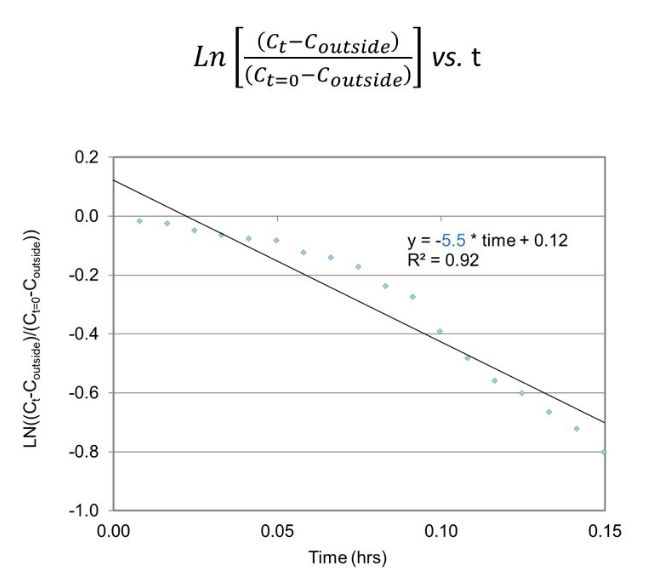 Ln [(Cₜ−Cₒᵤₜₛᵢdₑ)/(Cₜ₌₀−Cₒᵤₜₛᵢdₑ)] vs. t
0.2
0.0
-0.2
-0.4
-0.6
-0.8
-1.0
LN((Cₜ-Cₒᵤₜₛᵢdₑ)/(Cₜ₌₀-Cₒᵤₜₛᵢdₑ))
y = -5.5 * time + 0.12
R² = 0.92
0.00 0.05 0.10 0.15
Time (hrs)